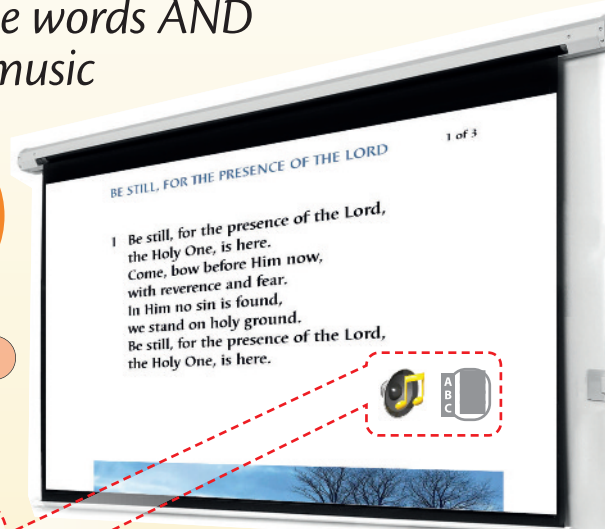 e words AND
music
1 of 3
BE STILL, FOR THE PRESENCE OF THE LORD
1 Be still, for the presence of the Lord,
the Holy One, is here.
Come, bow before Him now,
with reverence and fear.
In Him no sin is found,
we stand on holy ground.
Be still, for the presence of the Lord,
the Holy One, is here.
A
B
C